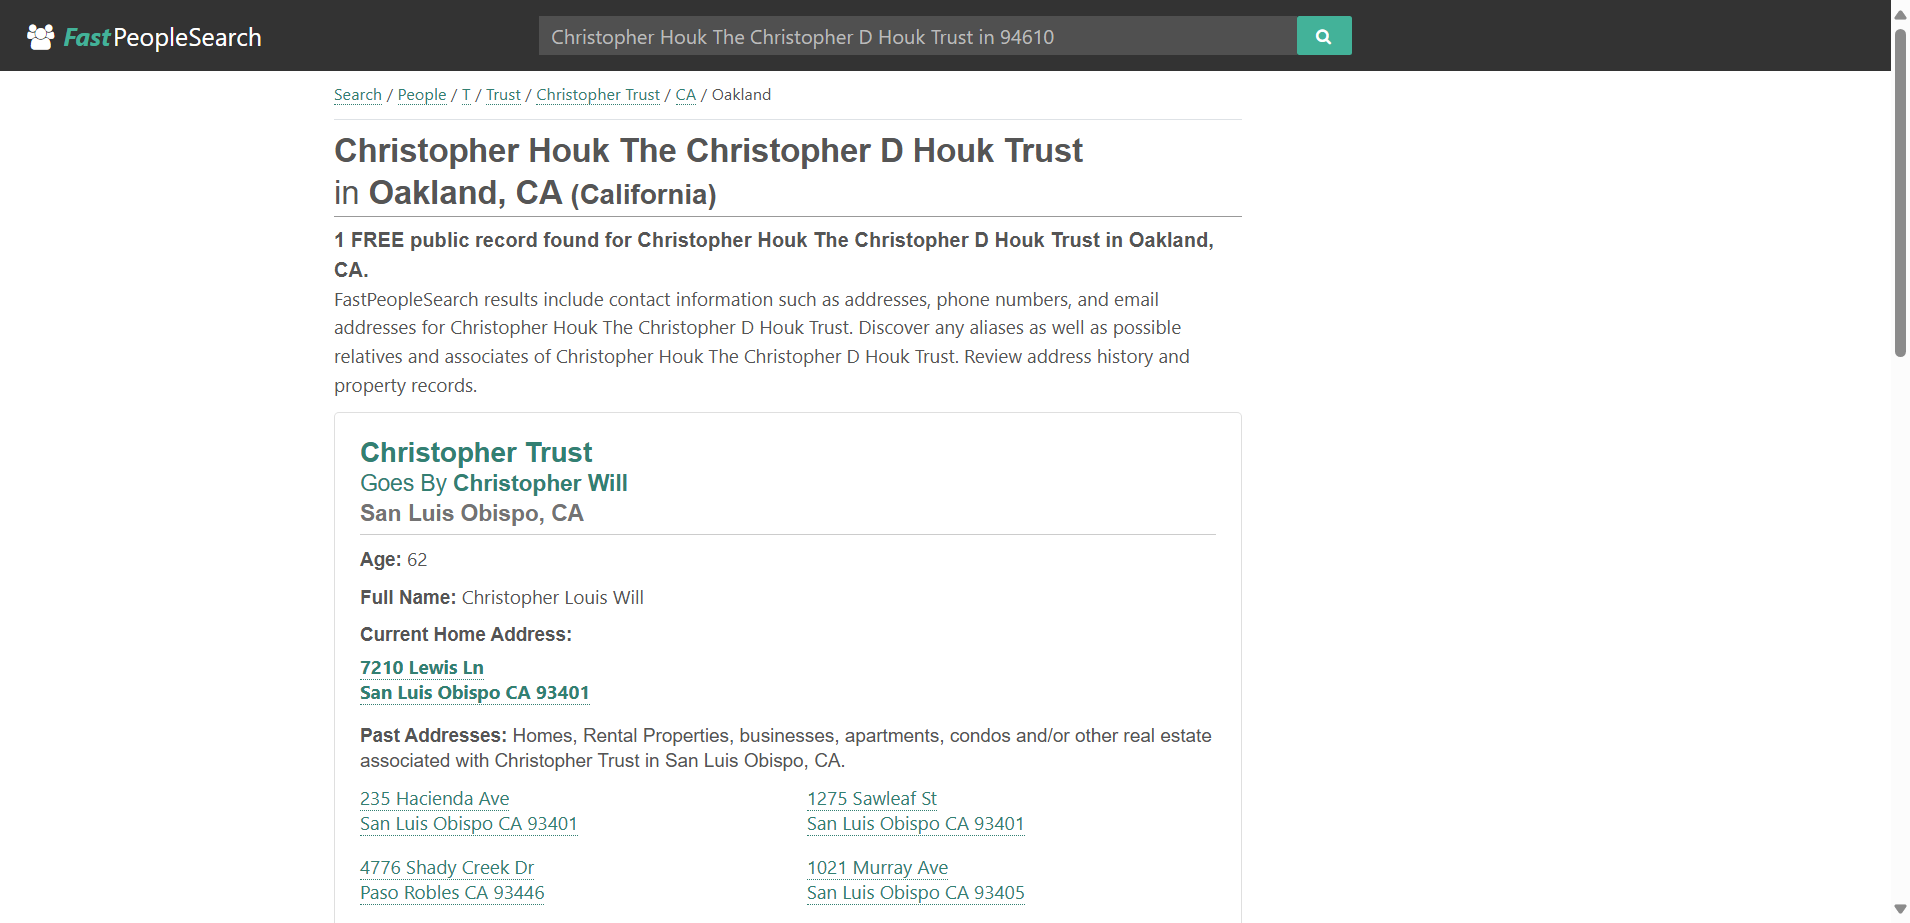 FastPeopleSearch
Christopher Houk The Christopher D Houk Trust in 94610
Search / People / T / Trust / Christopher Trust / CA / Oakland
Christopher Houk The Christopher D Houk Trust
in Oakland, CA (California)
1 FREE public record found for Christopher Houk The Christopher D Houk Trust in Oakland,
CA.
FastPeopleSearch results include contact information such as addresses, phone numbers, and email
addresses for Christopher Houk The Christopher D Houk Trust. Discover any aliases as well as possible
relatives and associates of Christopher Houk The Christopher D Houk Trust. Review address history and
property records.
Christopher Trust
Goes By Christopher Will
San Luis Obispo, CA
Age: 62
Full Name: Christopher Louis Will
Current Home Address:
7210 Lewis Ln
San Luis Obispo CA 93401
Past Addresses: Homes, Rental Properties, businesses, apartments, condos and/or other real estate
associated with Christopher Trust in San Luis Obispo, CA.
235 Hacienda Ave
San Luis Obispo CA 93401
1275 Sawleaf St
San Luis Obispo CA 93401
4776 Shady Creek Dr
Paso Robles CA 93446
1021 Murray Ave
San Luis Obispo CA 93405